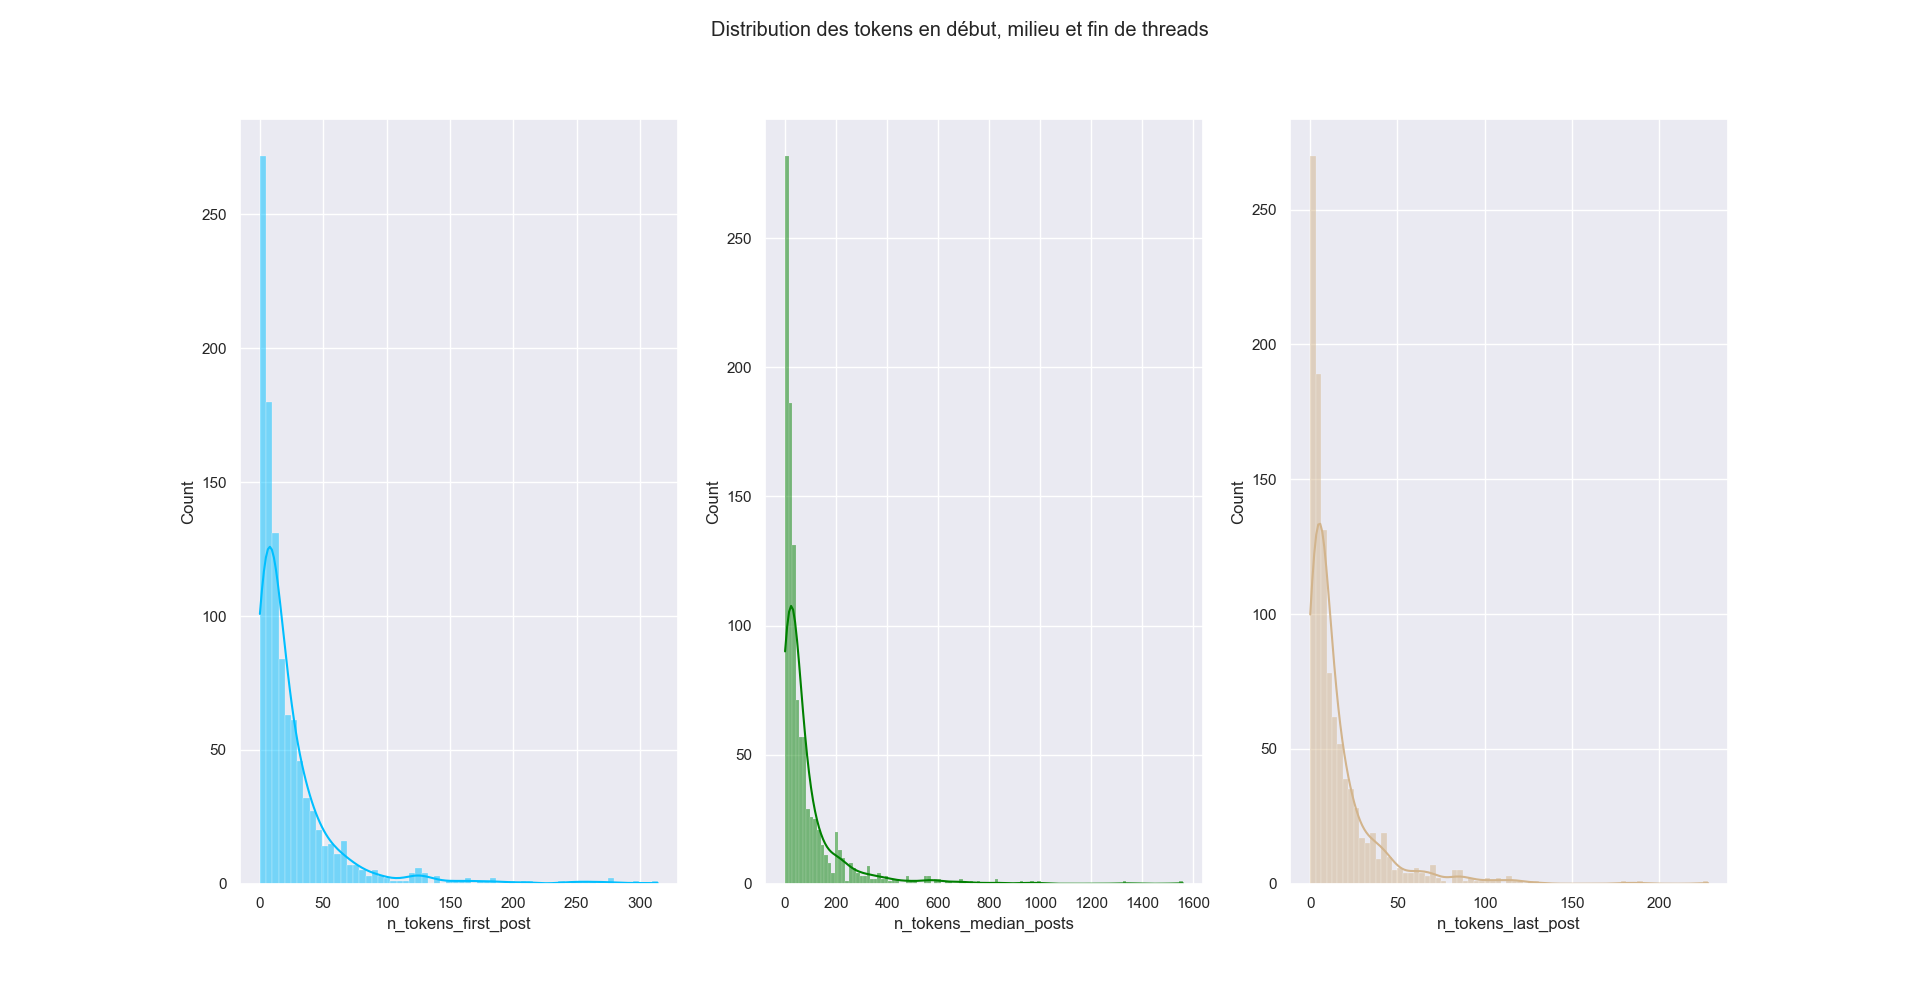 Distribution des tokens en début, milieu et fin de threads
Count
250
200
150
100
50
0
0 50 100 150 200 250 300
n_tokens_first_post
Count
250
200
150
100
50
0
0 200 400 600 800 1000 1200 1400 1600
n_tokens_median_posts
Count
250
200
150
100
50
0
0 50 100 150 200
n_tokens_last_post